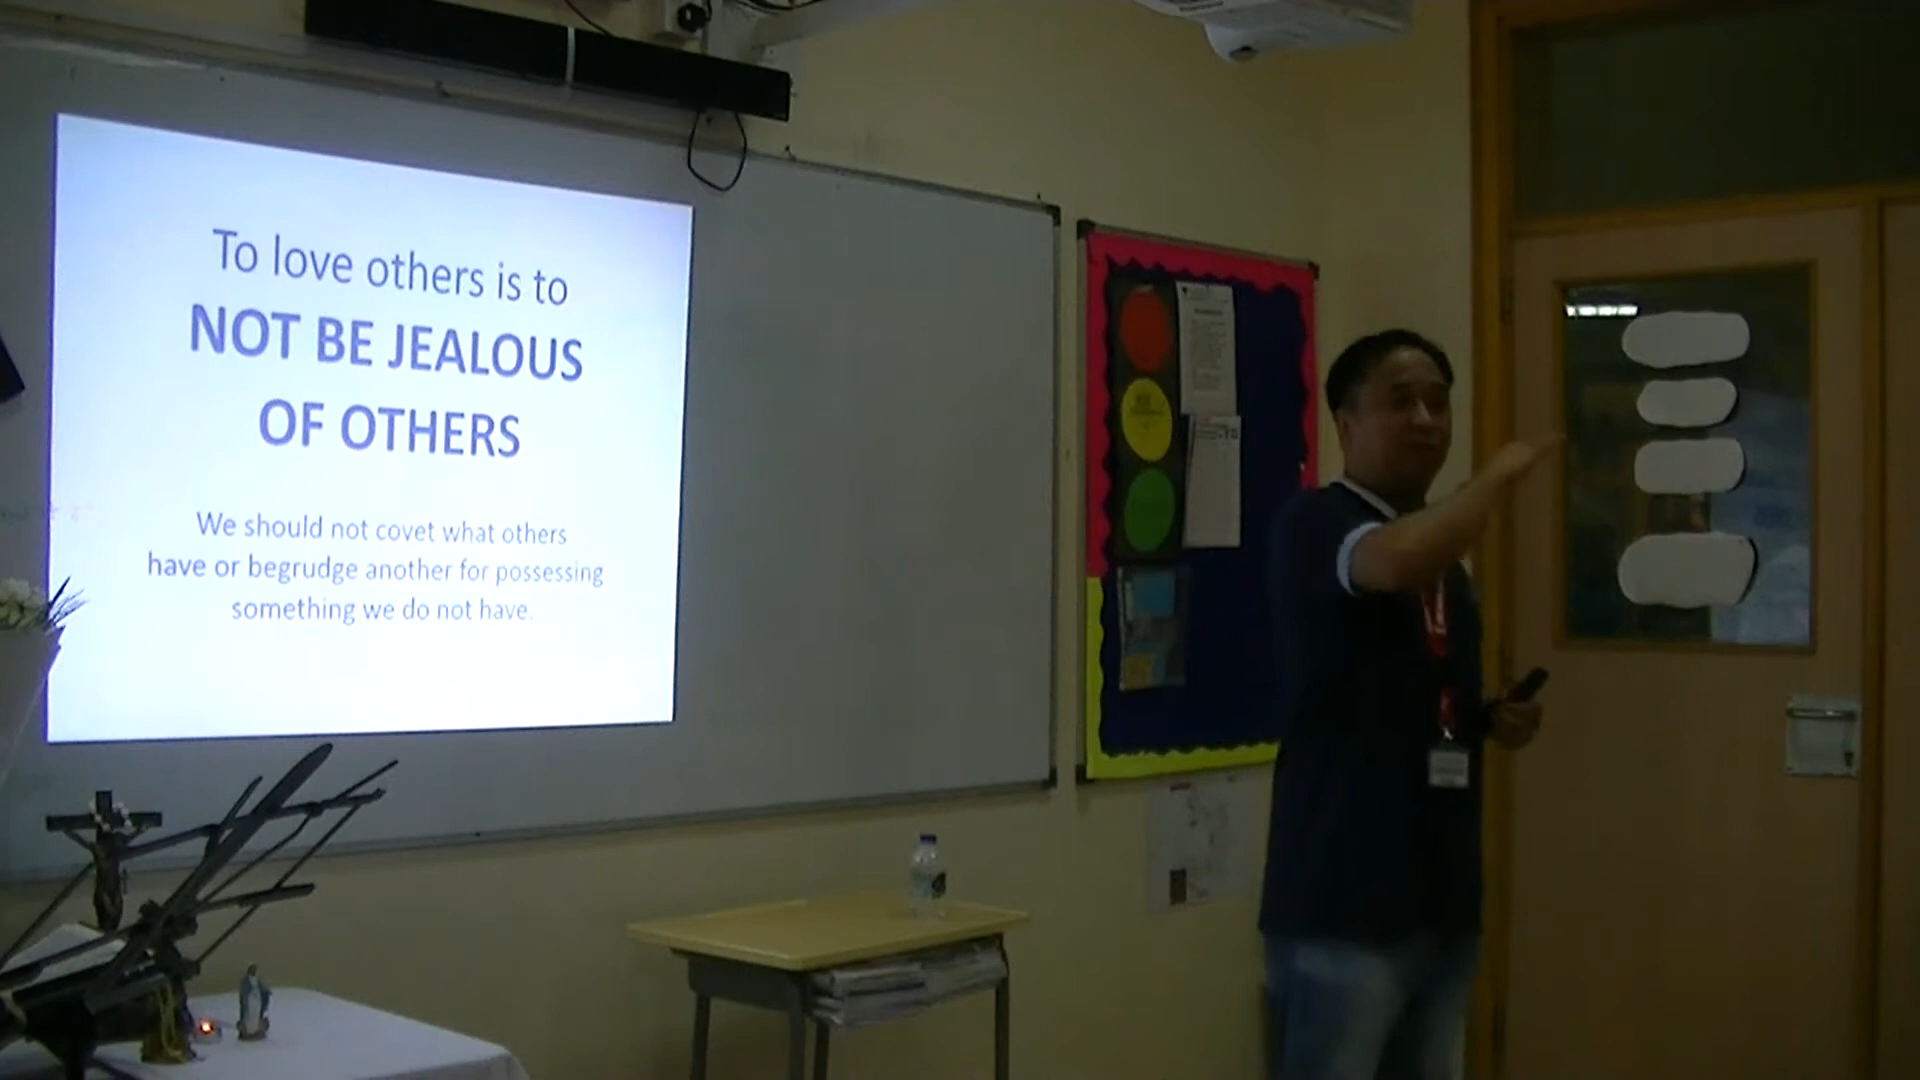 To love others is to
NOT BE JEALOUS
OF OTHERS
We should not covet what others
have or begrudge another for possessing
something we do not have.